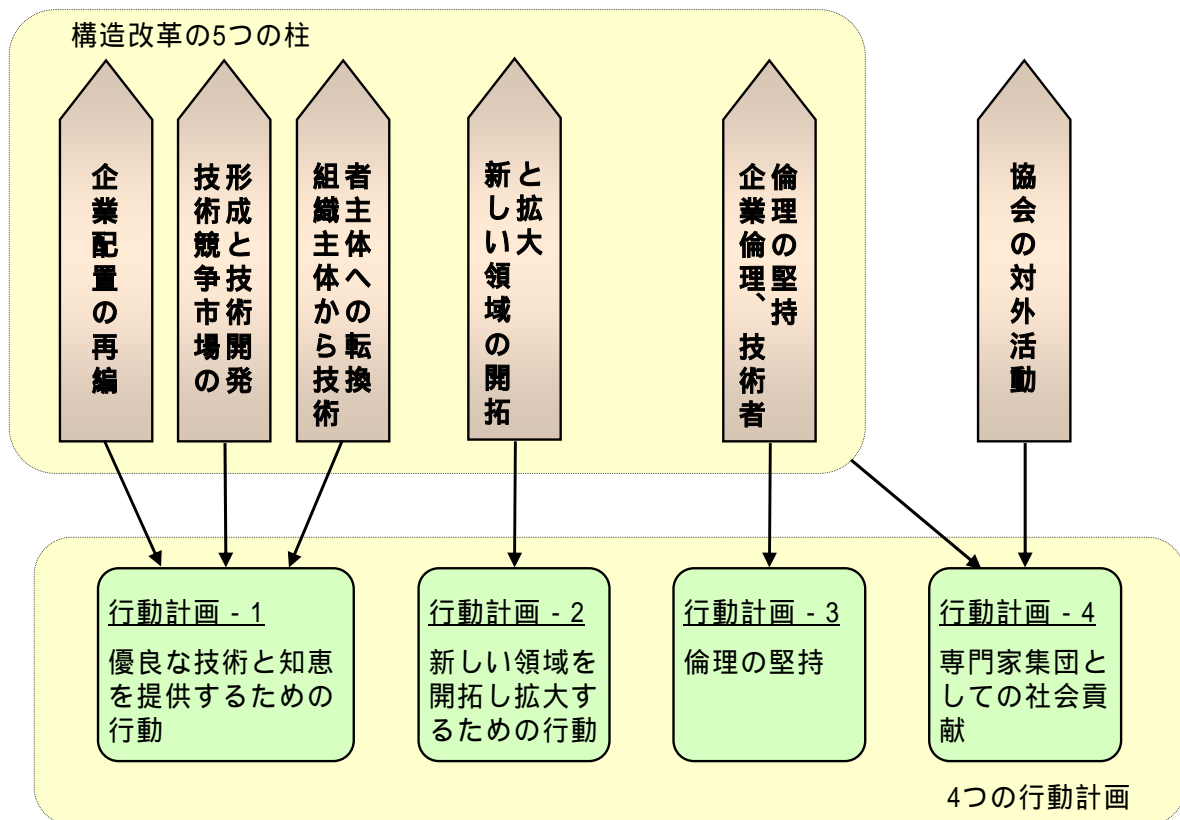 構造改革の5つの柱
企業配置の再編
技術競争市場の
形成と技術開発
組織主体から技術
者主体への転換
新しい領域の開拓
と拡大
企業倫理、技術者
倫理の堅持
協会の対外活動
行動計画 - 1
優良な技術と知恵
を提供するための
行動
行動計画 - 2
新しい領域を
開拓し拡大す
るための行動
行動計画 - 3
倫理の堅持
行動計画 - 4
専門家集団と
しての社会貢
献
4つの行動計画